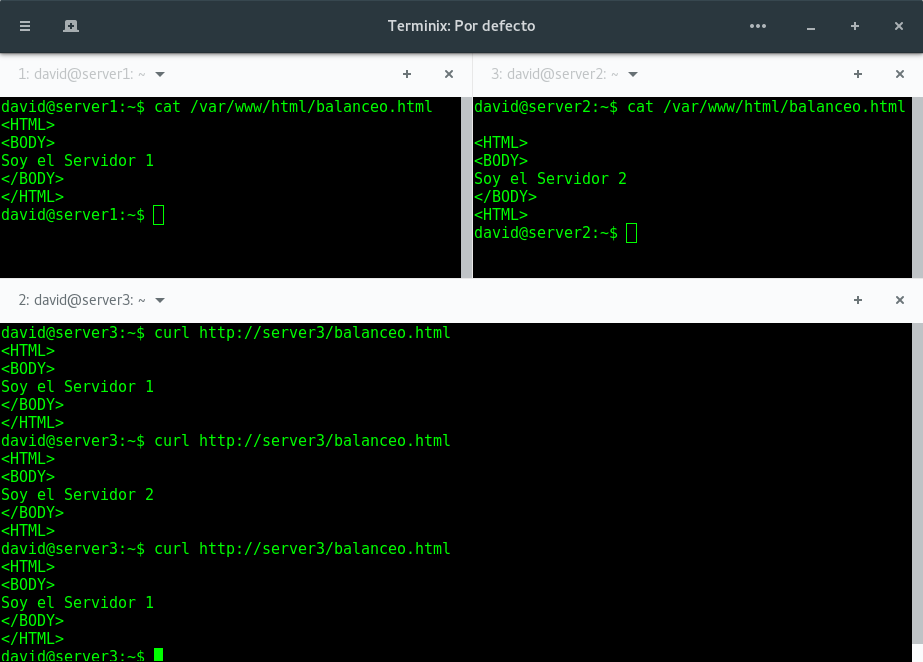 Terminix: Por defecto
1: david@server1: ~
david@server1:~$ cat /var/www/html/balanceo.html
<HTML>
<BODY>
Soy el Servidor 1
</BODY>
</HTML>
david@server1:~$
3: david@server2: ~
david@server2:~$ cat /var/www/html/balanceo.html
<HTML>
<BODY>
Soy el Servidor 2
</BODY>
<HTML>
david@server2:~$
2: david@server3: ~
david@server3:~$ curl http://server3/balanceo.html
<HTML>
<BODY>
Soy el Servidor 1
</BODY>
</HTML>
david@server3:~$ curl http://server3/balanceo.html
<HTML>
<BODY>
Soy el Servidor 2
</BODY>
<HTML>
david@server3:~$ curl http://server3/balanceo.html
<HTML>
<BODY>
Soy el Servidor 1
</BODY>
</HTML>
david@server3:~$